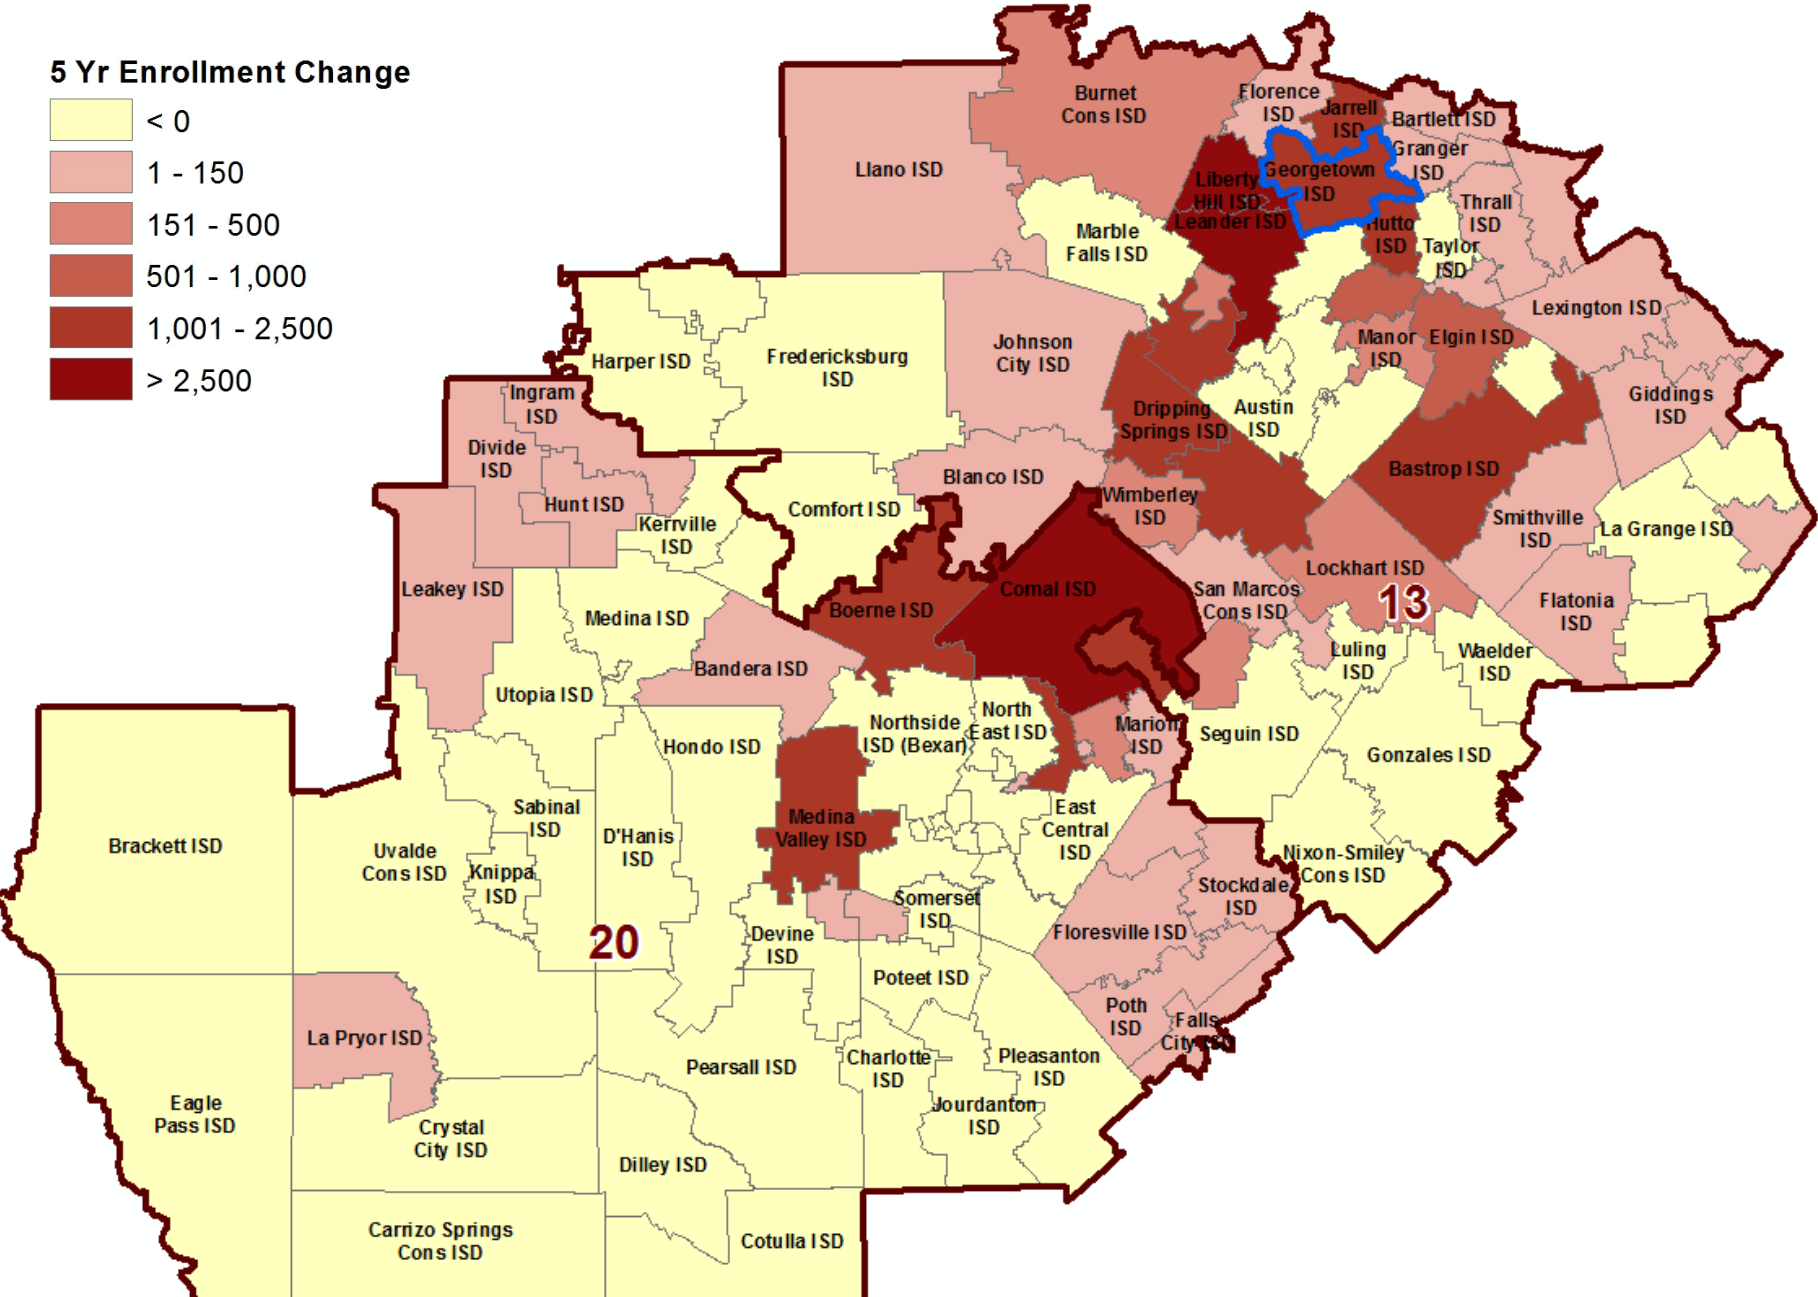 5 Yr Enrollment Change
< 0
1 - 150
151 - 500
501 - 1,000
1,001 - 2,500
> 2,500
Burnet
Cons ISD
Florence
ISD
Jarrell
ISD
Bartlett ISD
Granger
ISD
Llano ISD
Liberty
Hill ISD
Georgetown
ISD
Leander ISD
Thrall
ISD
Hutto
ISD
Taylor
ISD
Marble
Falls ISD
Lexington ISD
Harper ISD
Fredericksburg
ISD
Johnson
City ISD
Manor
ISD
Elgin ISD
Ingram
ISD
Giddings
ISD
Dripping
Springs ISD
Austin
ISD
Divide
ISD
Bastrop ISD
Blanco ISD
Hunt ISD
Wimberley
ISD
Comfort ISD
Kerrville
ISD
Smithville
ISD
La Grange ISD
Leakey ISD
Comal ISD
Lockhart ISD
13
San Marcos
Cons ISD
Flatonia
ISD
Boerne ISD
Medina ISD
Bandera ISD
Luling
ISD
Waelder
ISD
Utopia ISD
Northside
ISD (Bexar)
North
East ISD
Marion
ISD
Seguin ISD
Hondo ISD
Gonzales ISD
Sabinal
ISD
Medina
Valley ISD
East
Central
ISD
Brackett ISD
D'Hanis
ISD
Uvalde
Cons ISD
Knippa
ISD
Nixon-Smiley
Cons ISD
Stockdale
ISD
Somerset
ISD
Floresville ISD
20
Devine
ISD
Poteet ISD
Poth
ISD
Falls
City ISD
La Pryor ISD
Pearsall ISD
Charlotte
ISD
Pleasanton
ISD
Eagle
Pass ISD
Jourdanton
ISD
Crystal
City ISD
Dilley ISD
Carrizo Springs
Cons ISD
Cotulla ISD